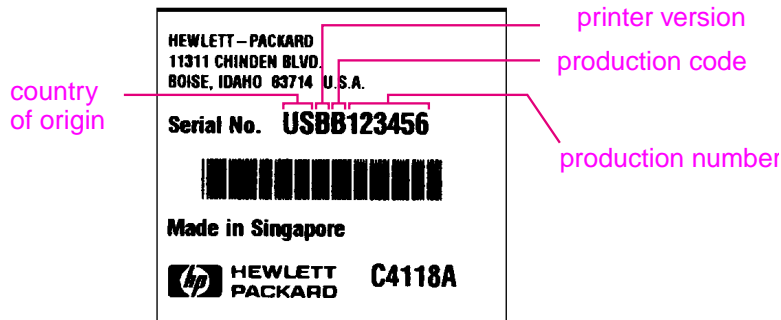 printer version
production code
country
of origin
production number
HEWLETT-PACKARD
11311 CHINDEN BLVD.
BOISE, IDAHO 83714 U.S.A.
Serial No. USBB123456
Made in Singapore
hp HEWLETT
PACKARD
C4118A